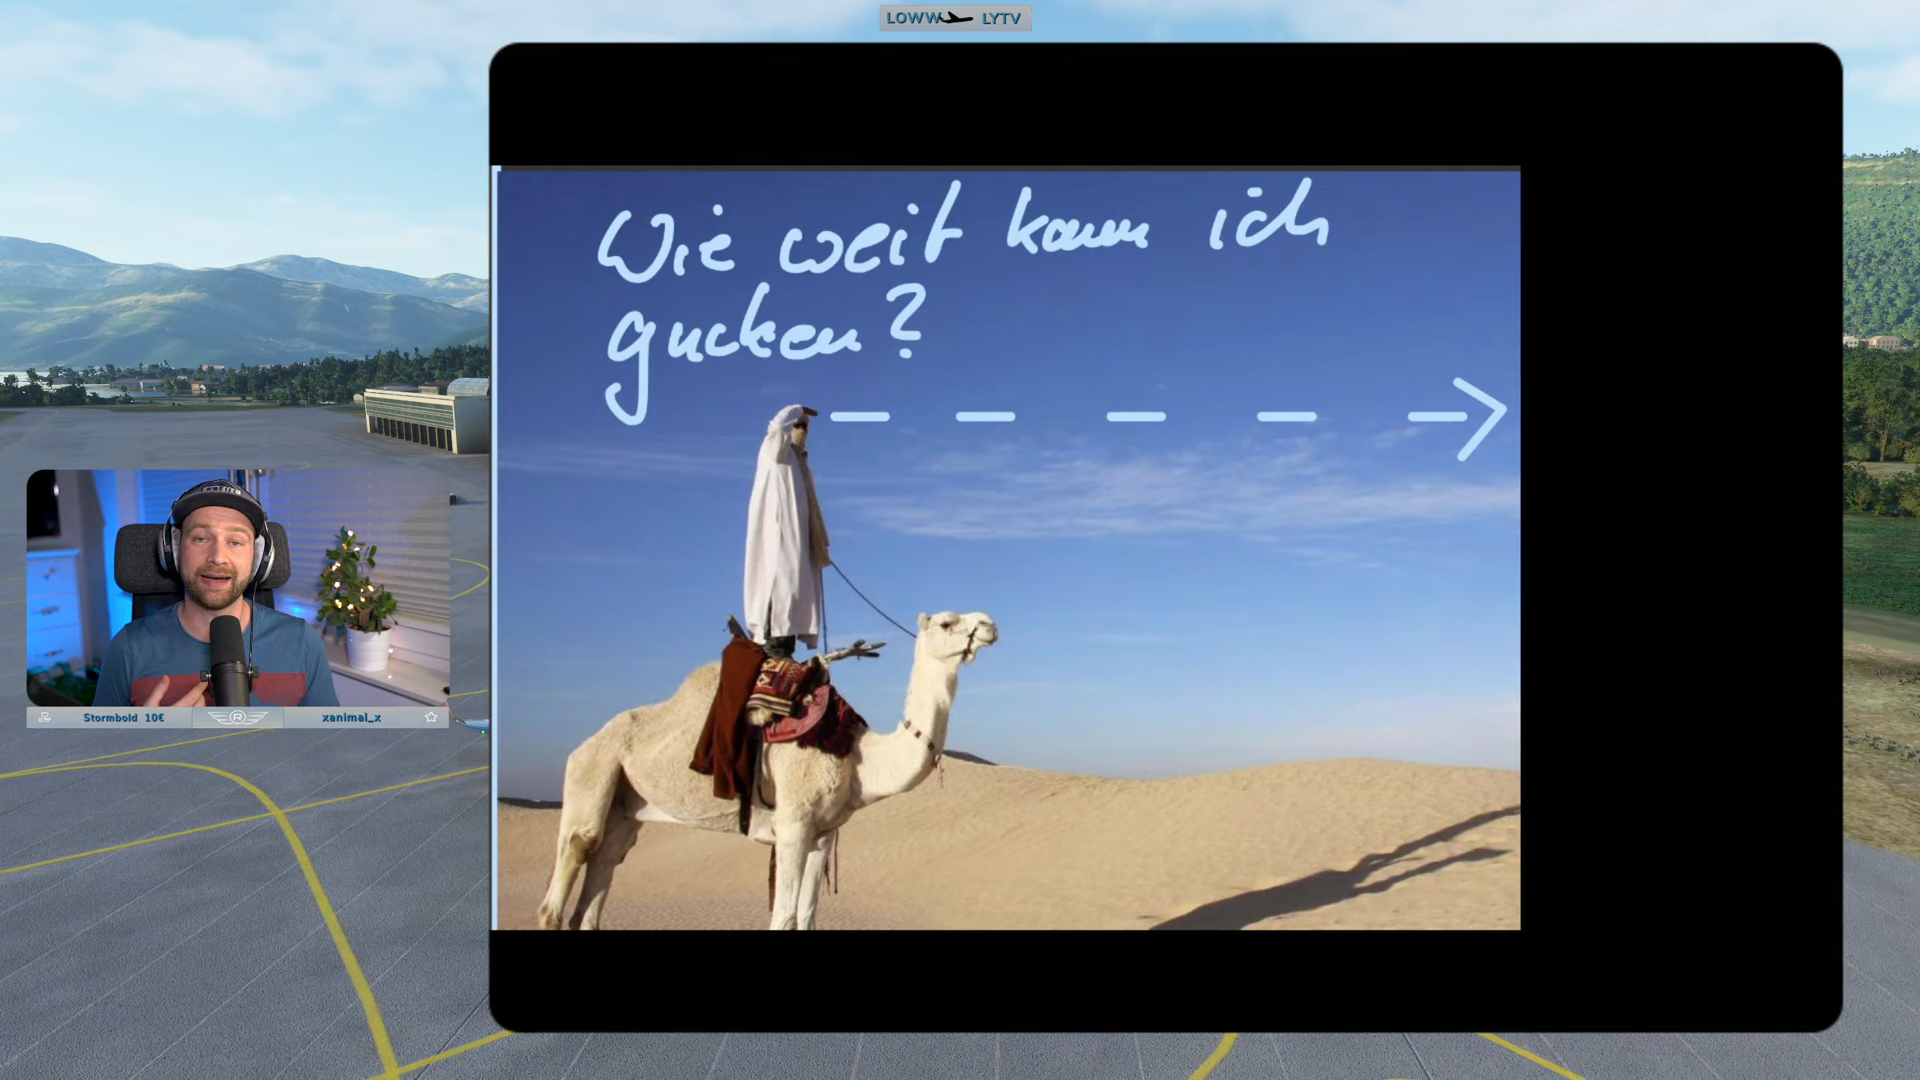 LOWW LYTV
Wie weit kann ich
gucken?
Stormbold 10€
R
xanimal_x